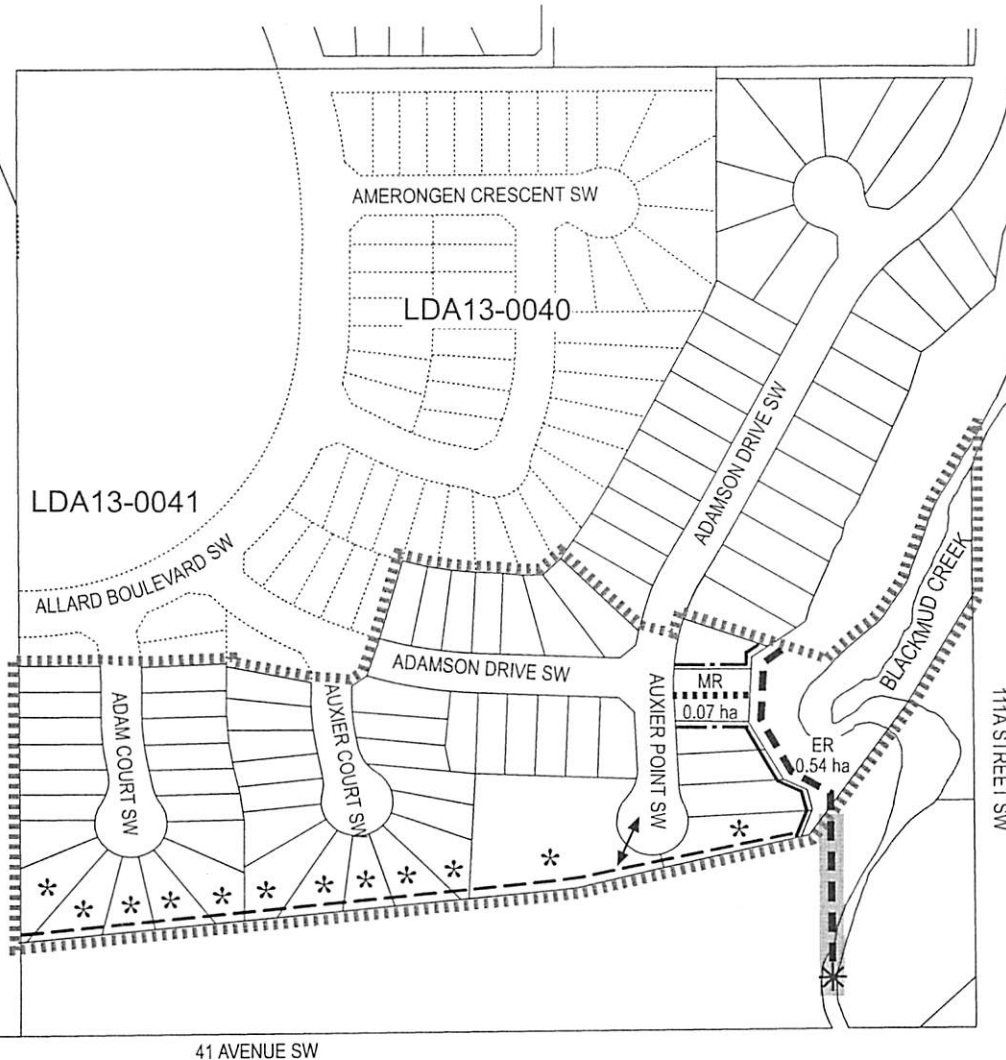 AMERONGEN CRESCENT SW
LDA13-0040
ADAMSON DRIVE SW
LDA13-0041
ALLARD BOULEVARD SW
BLACKMUD CREEK
ADAMSON DRIVE SW
MR
0.07 ha
ADAM COURT SW
AUXIER COURT SW
AUXIER POINT SW
ER
0.54 ha
111A STREET SW
41 AVENUE SW